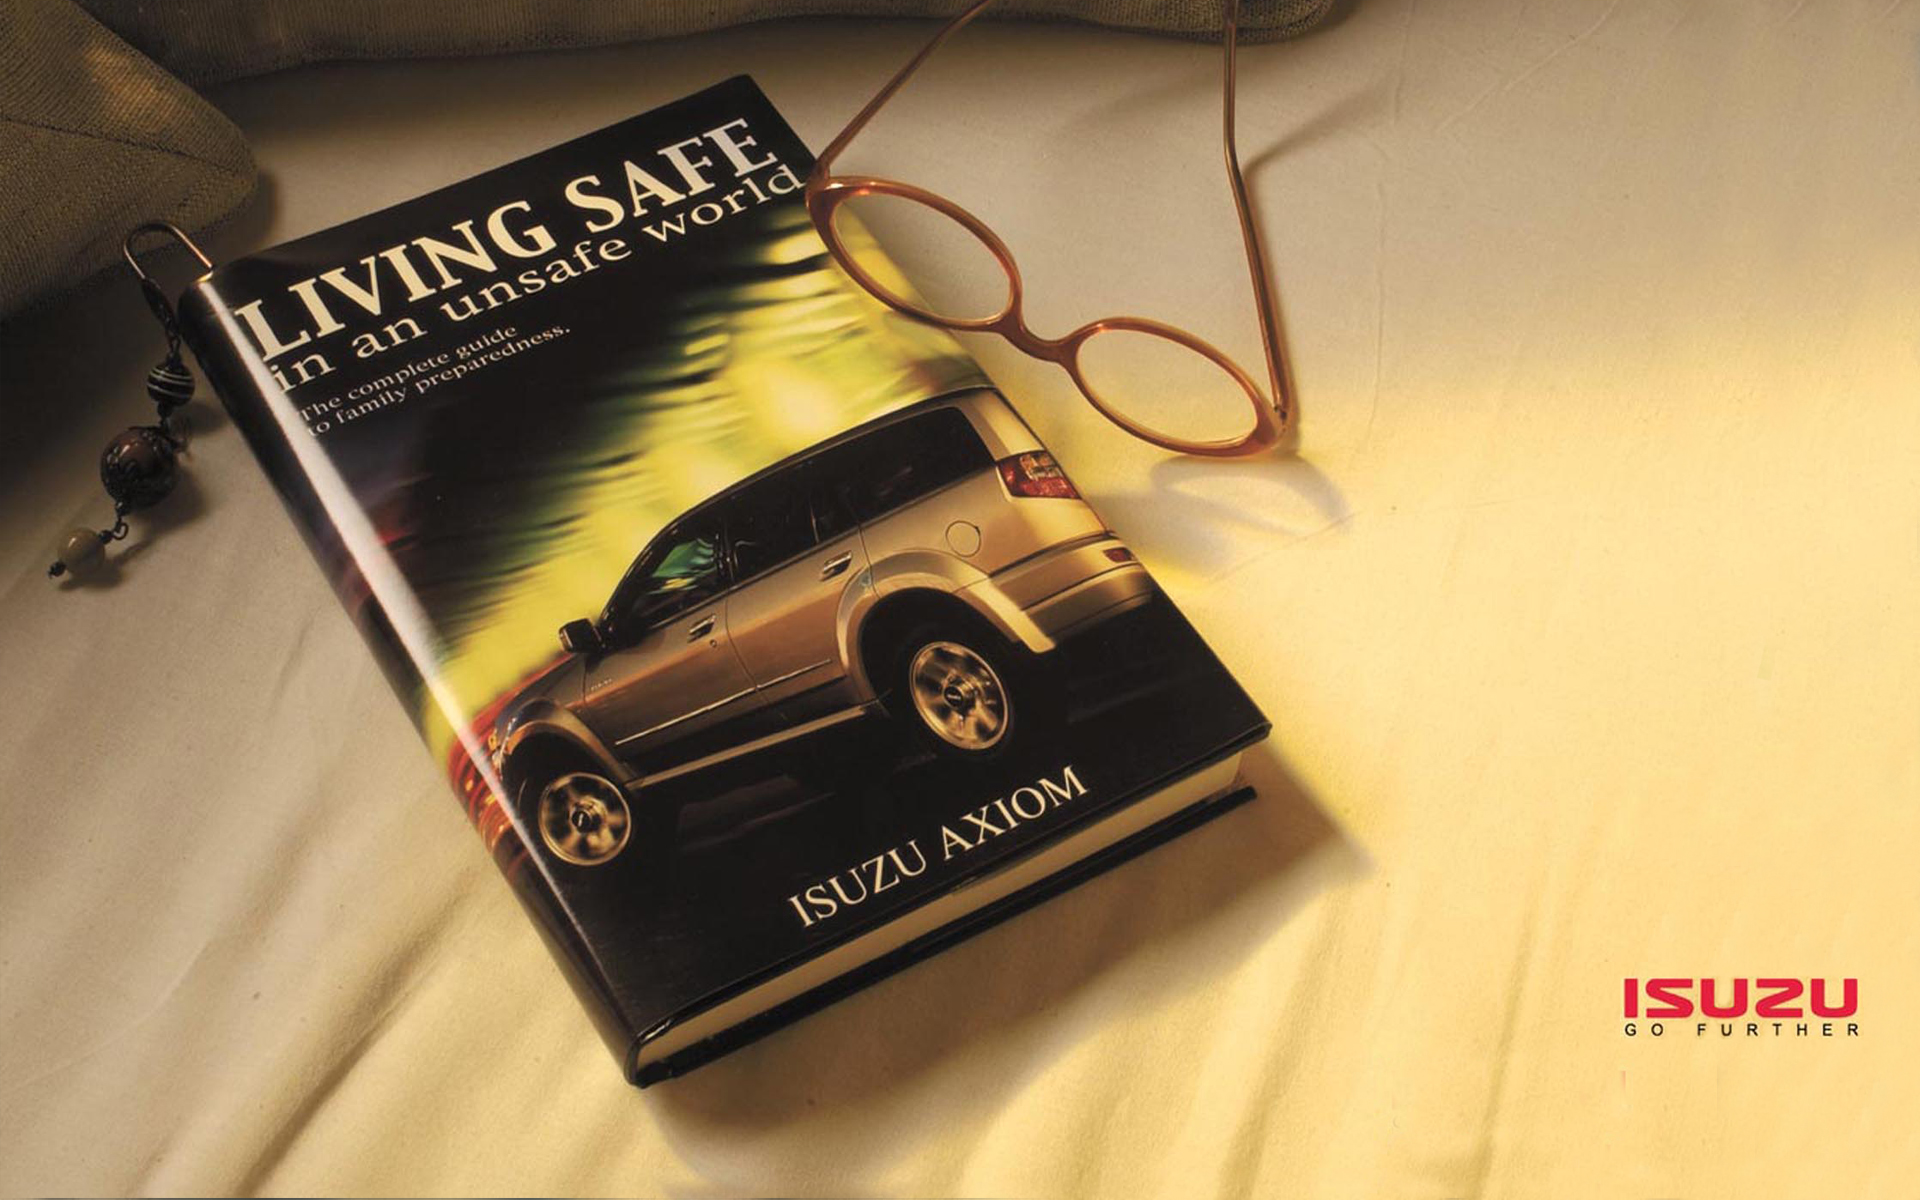 LIVING SAFE
in an unsafe world
The complete guide
to family preparedness.
ISUZU AXIOM
ISUZU
GO FURTHER